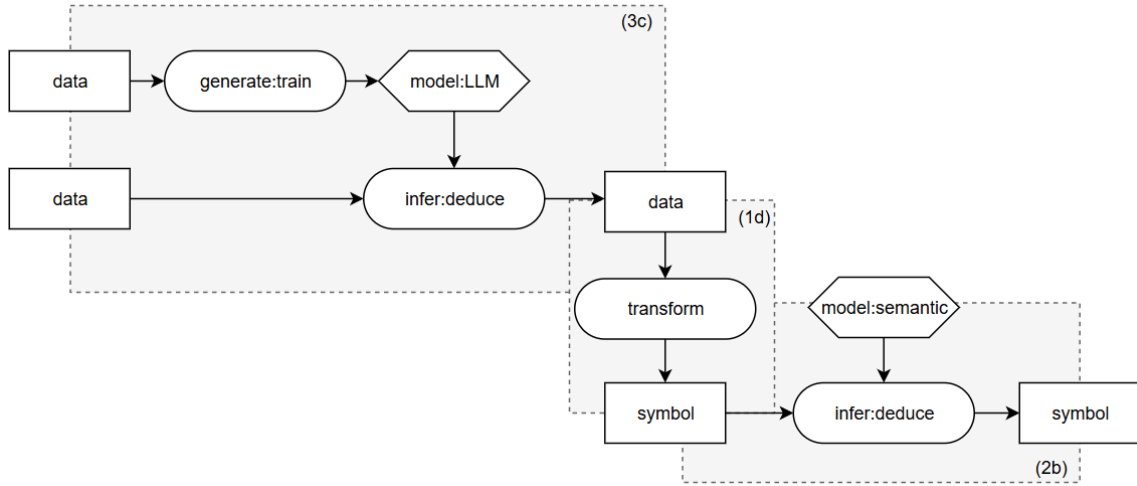 (3c)
data
generate:train
model:LLM
data
infer:deduce
data
(1d)
transform
model:semantic
symbol
infer:deduce
symbol
(2b)